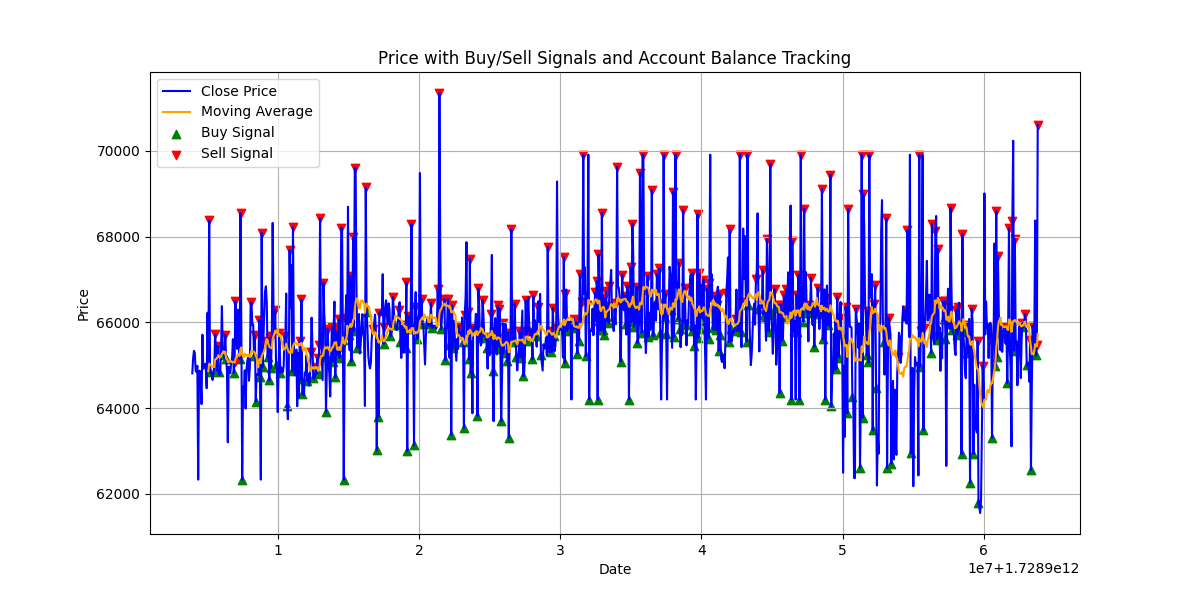 Price with Buy/Sell Signals and Account Balance Tracking
Close Price
Moving Average
Buy Signal
Sell Signal
Price
70000
68000
66000
64000
62000
1 2 3 4 5 6
Date
1e7+1.7289e12